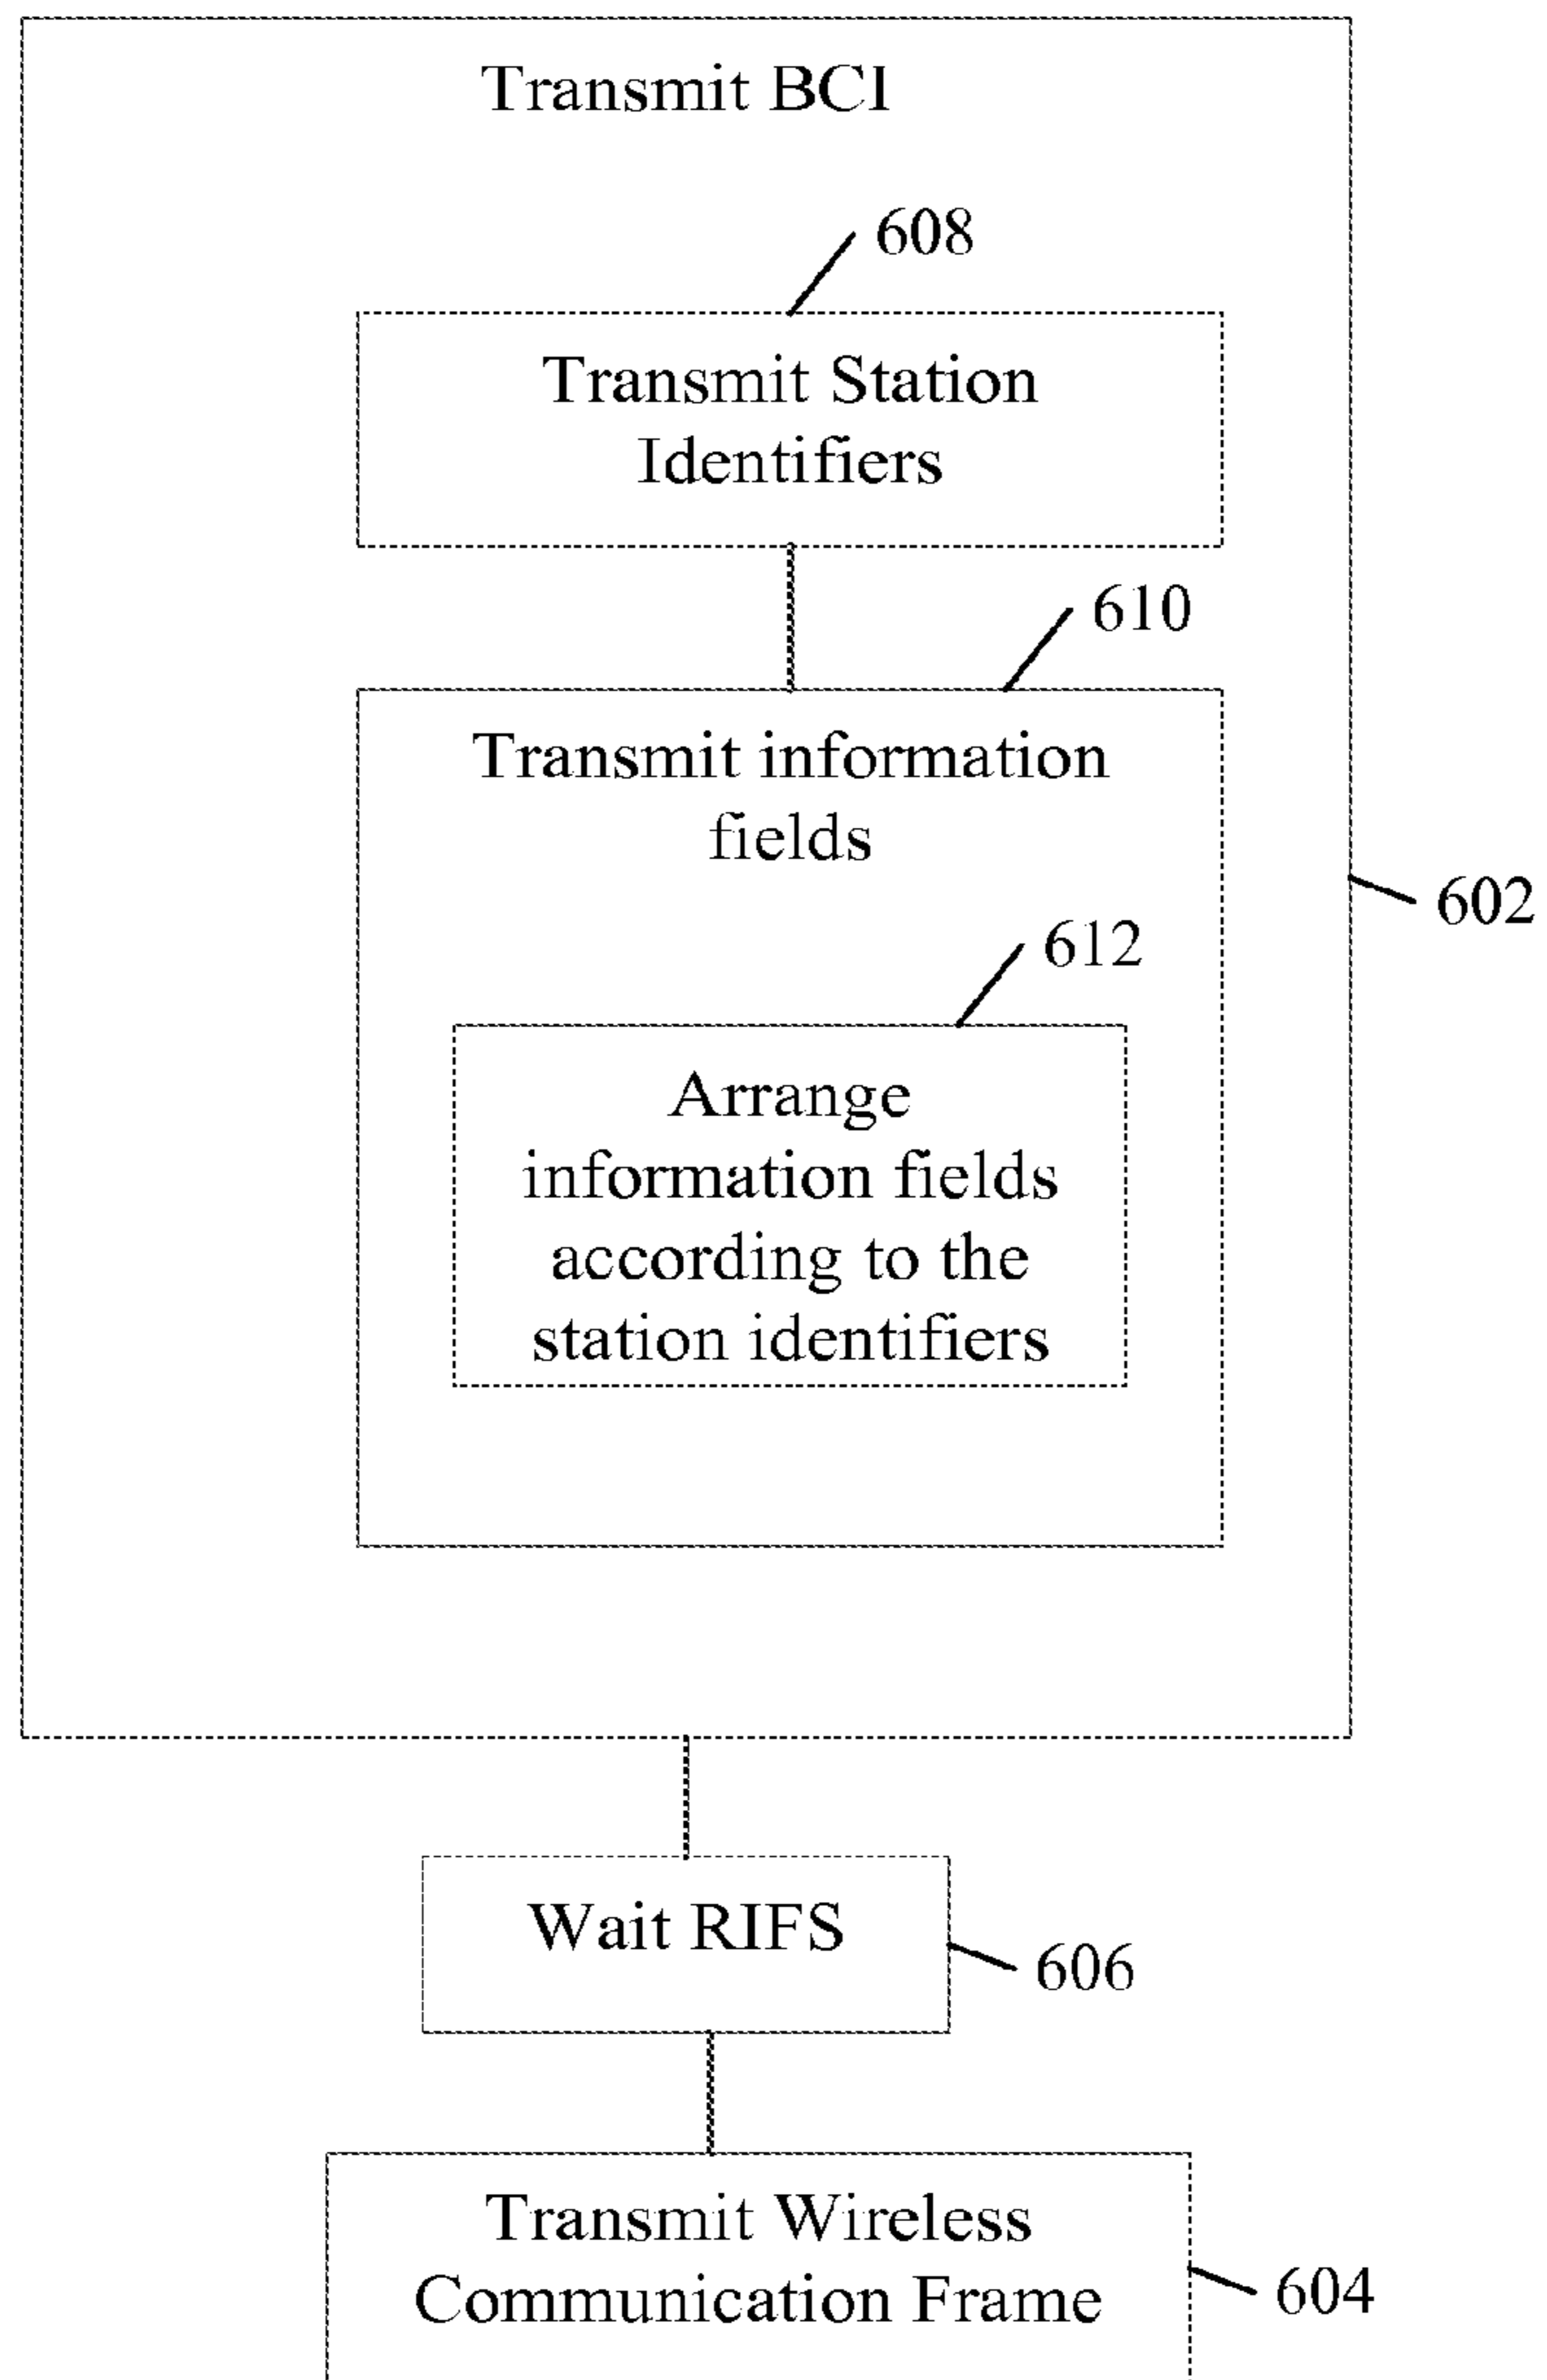 Transmit BCI
608
Transmit Station
Identifiers
610
Transmit information
fields
602
612
Arrange
information fields
according to the
station identifiers
Wait RIFS
606
Transmit Wireless
Communication Frame
604